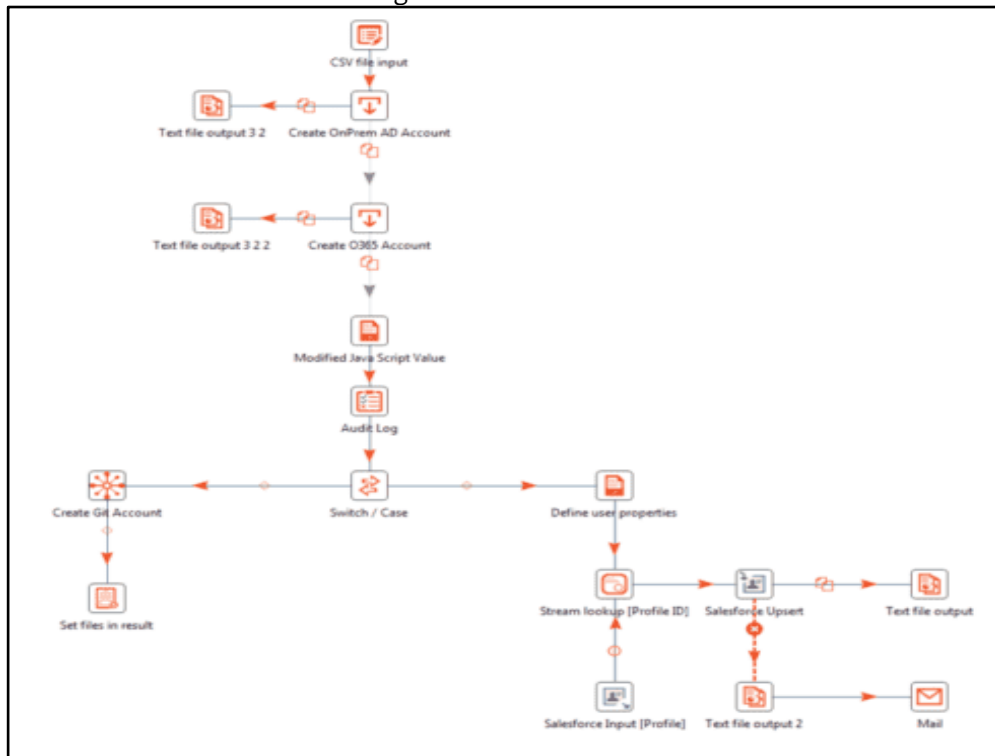 CSV file input
Text file output 3 2
Create OnPrem AD Account
Text file output 3 2 2
Create O365 Account
Modified Java Script Value
Audit Log
Create Git Account
Switch / Case
Define user properties
Set files in result
Stream lookup [Profile ID]
Salesforce Upsert
Text file output
Salesforce Input [Profile]
Text file output 2
Mail